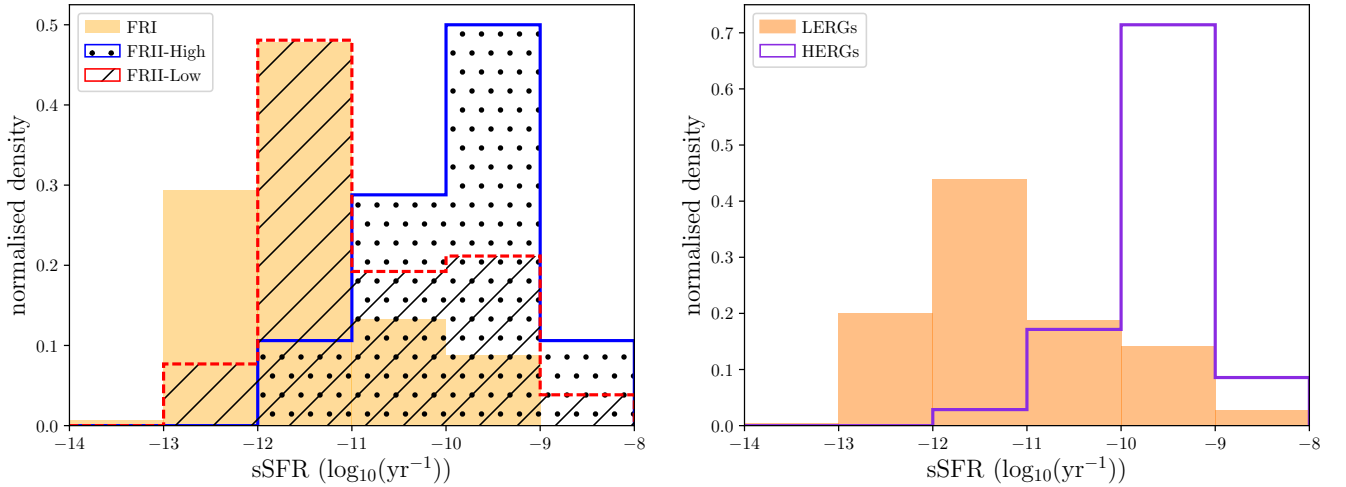 FRI
FRII-High
FRII-Low
normalised density
0.0
0.1
0.2
0.3
0.4
0.5
−14 −13 −12 −11 −10 −9 −8
sSFR (log₁₀(yr⁻¹))
LERGs
HERGs
normalised density
0.0
0.1
0.2
0.3
0.4
0.5
0.6
0.7
−14 −13 −12 −11 −10 −9 −8
sSFR (log₁₀(yr⁻¹))